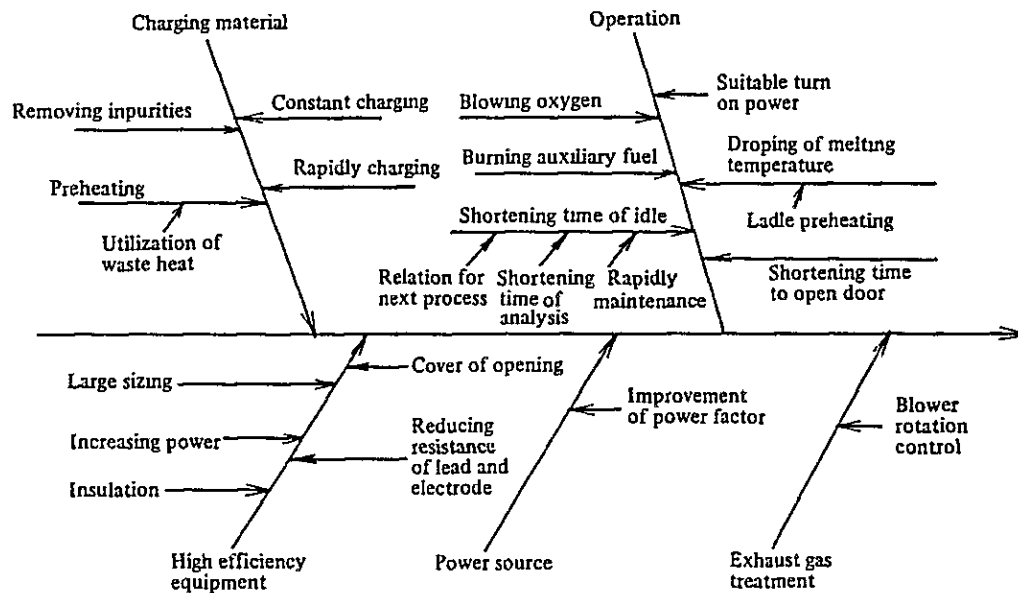 Charging material
Operation
Removing inpurities
Constant charging
Blowing oxygen
Suitable turn
on power
Preheating
Rapidly charging
Burning auxiliary fuel
Droping of melting
temperature
Utilization of
waste heat
Shortening time of idle
Ladle preheating
Relation for
next process
Shortening
time of
analysis
Rapidly
maintenance
Shortening time
to open door
Large sizing
Cover of opening
Increasing power
Reducing
resistance
of lead and
electrode
Improvement
of power factor
Blower
rotation
control
Insulation
High efficiency
equipment
Power source
Exhaust gas
treatment